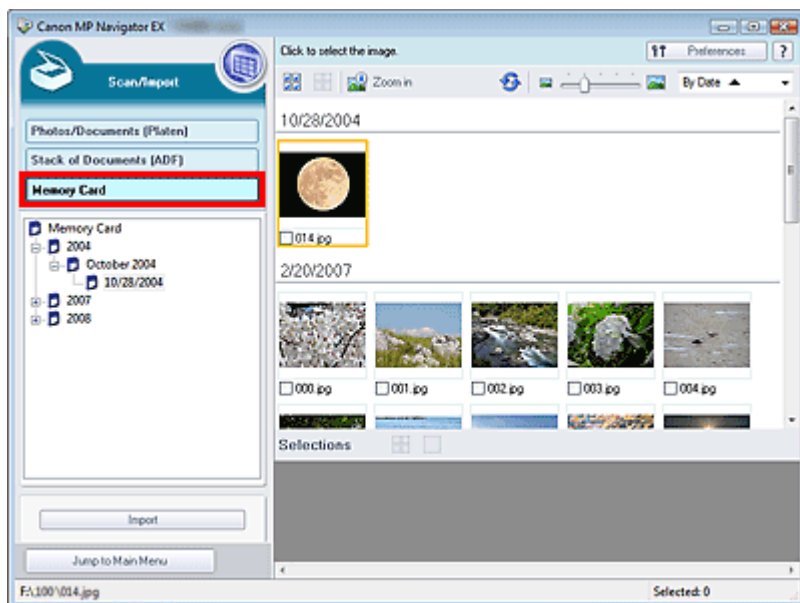 Canon MP Navigator EX
Click to select the image.
Preferences
?
Scan/Import
Zoom in
By Date
Photos/Documents (Platen)
Stack of Documents (ADF)
Memory Card
10/28/2004
014.jpg
Memory Card
2004
October 2004
10/28/2004
2007
2008
2/20/2007
000.jpg
001.jpg
002.jpg
003.jpg
004.jpg
Selections
Import
Jump to Main Menu
F:\100\014.jpg
Selected: 0